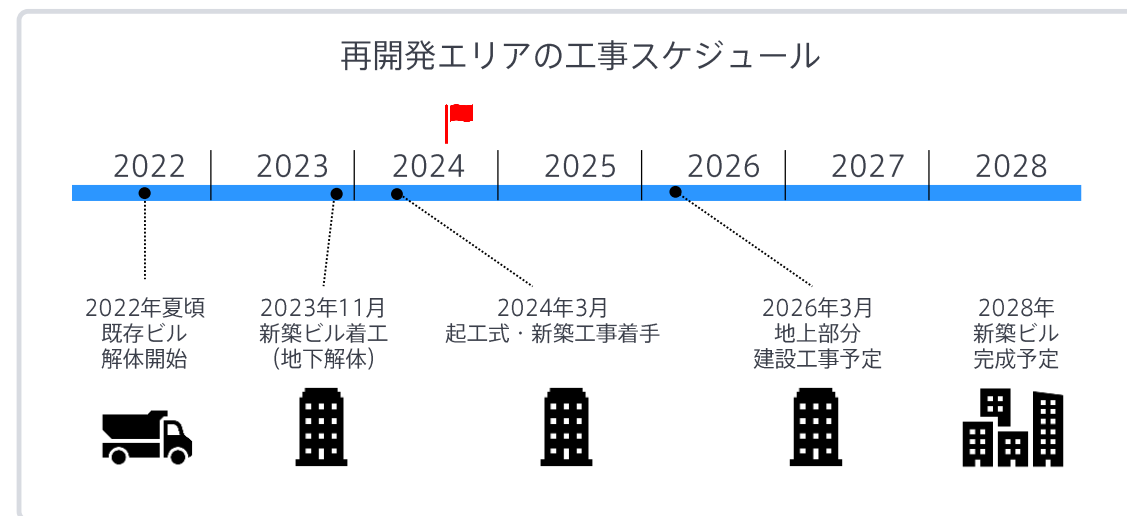 再開発エリアの工事スケジュール
2022
2023
2024
2025
2026
2027
2028
2022年夏頃
既存ビル
解体開始
2023年11月
新築ビル着工
(地下解体)
2024年3月
起工式・新築工事着手
2026年3月
地上部分
建設工事予定
2028年
新築ビル
完成予定